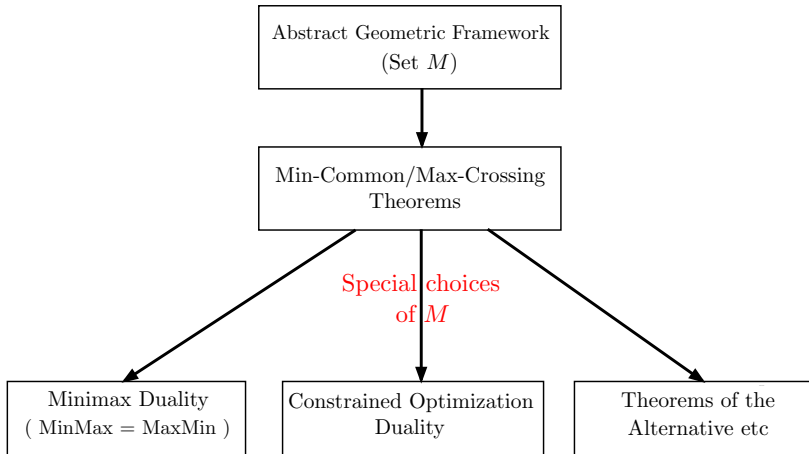 Abstract Geometric Framework
(Set M)
Min-Common/Max-Crossing
Theorems
Special choices
of M
Minimax Duality
( MinMax = MaxMin )
Constrained Optimization
Duality
Theorems of the
Alternative etc